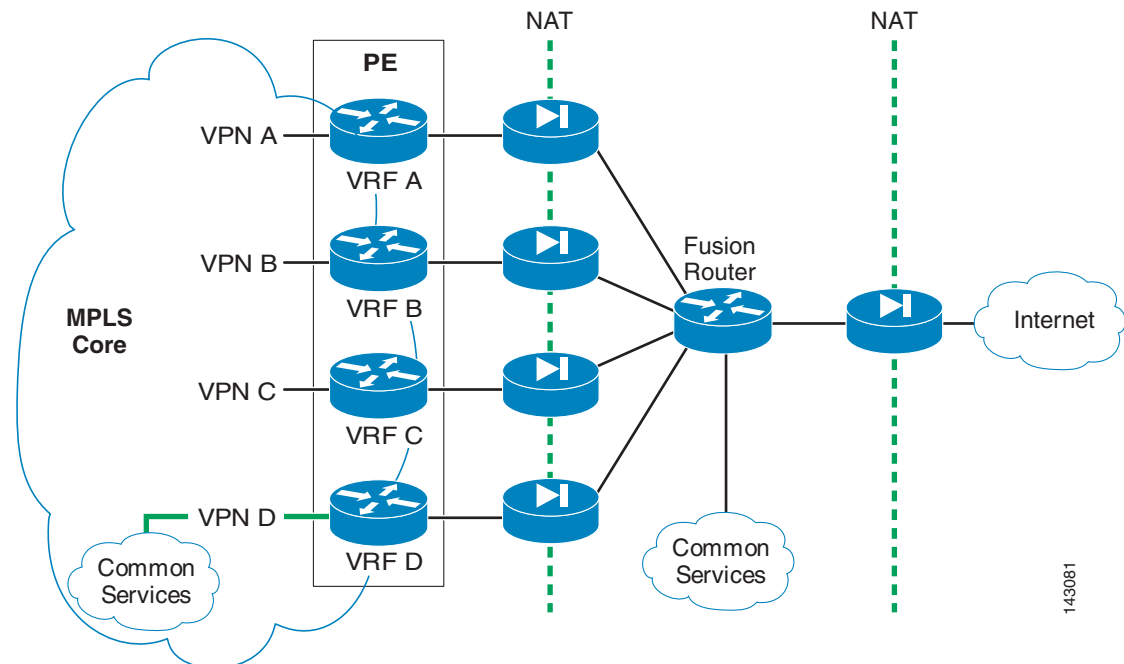 NAT
NAT
PE
VPN A
VRF A
VPN B
VRF B
Fusion
Router
Internet
MPLS
Core
VPN C
VRF C
VPN D
VRF D
Common
Services
Common
Services
143081